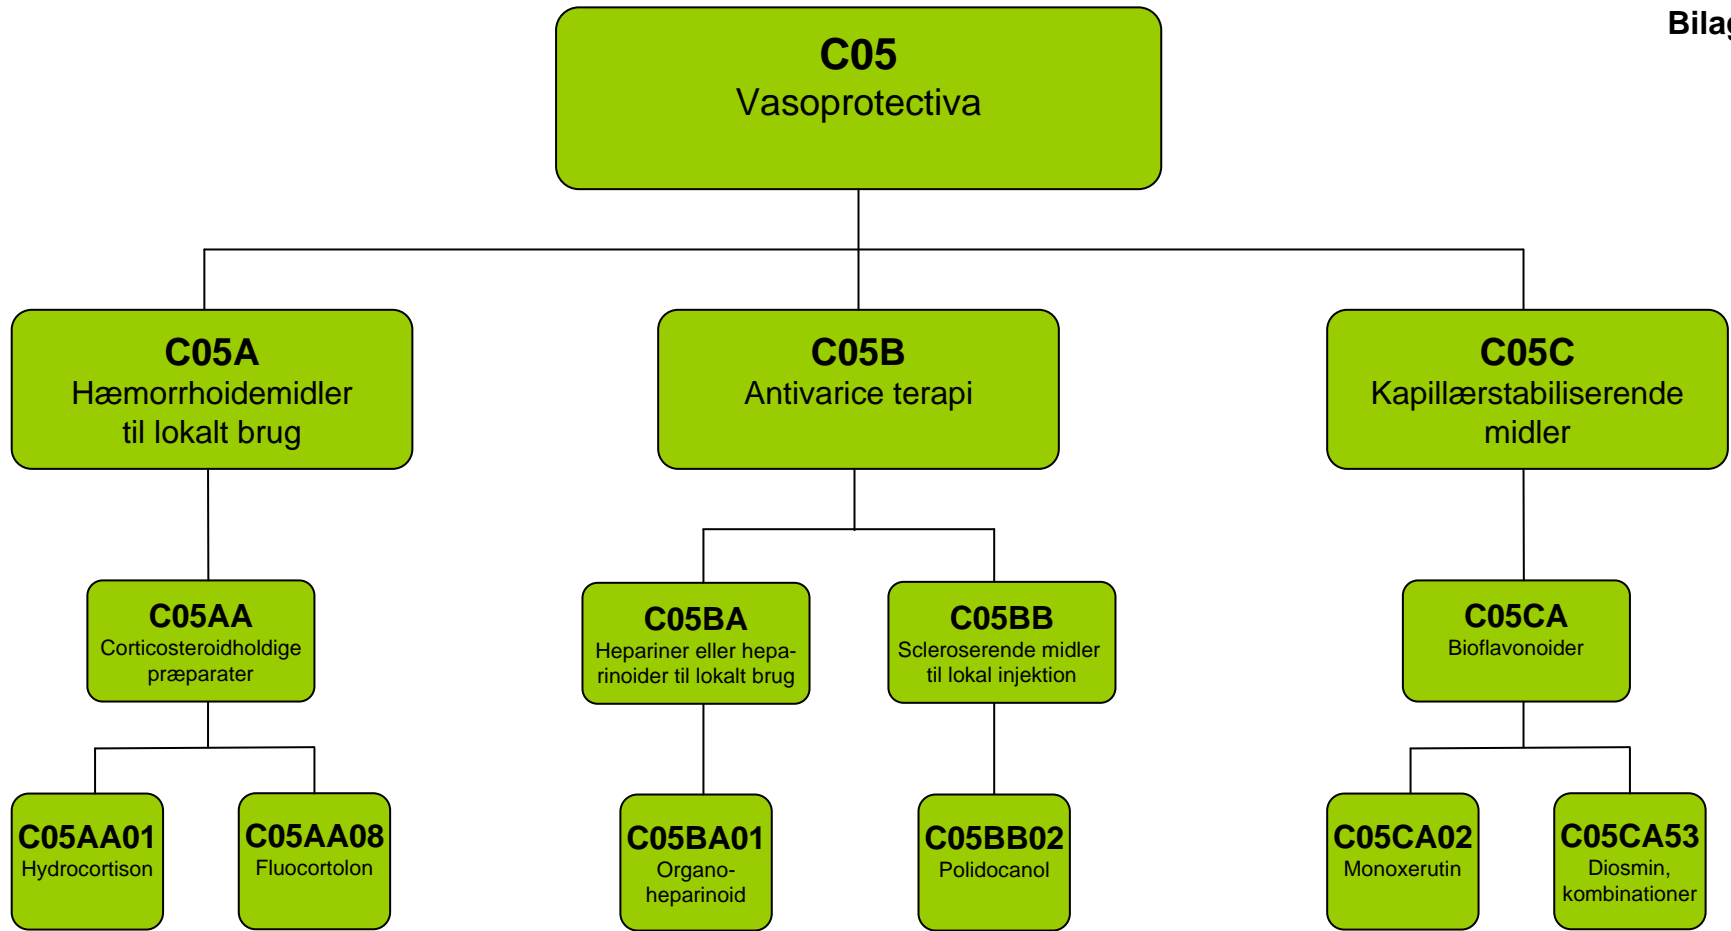 Bilag
C05
Vasoprotectiva
C05A
Hæmorrhoidemidler
til lokalt brug
C05B
Antivarice terapi
C05C
Kapillærstabiliserende
midler
C05AA
Corticosteroidholdige
præparater
C05BA
Hepariner eller hepa-
rinoider til lokalt brug
C05BB
Scleroserende midler
til lokal injektion
C05CA
Bioflavonoider
C05AA01
Hydrocortison
C05AA08
Fluocortolon
C05BA01
Organo-
heparinoid
C05BB02
Polidocanol
C05CA02
Monoxerutin
C05CA53
Diosmin,
kombinationer